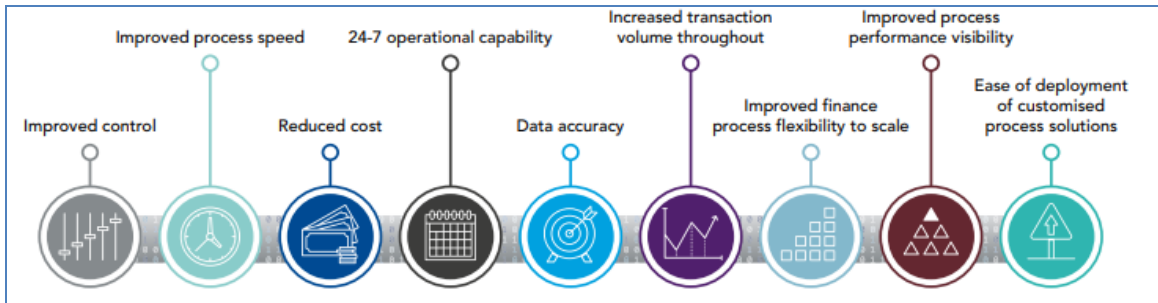 Improved control
Improved process speed
Reduced cost
24-7 operational capability
Data accuracy
Increased transaction
volume throughout
Improved finance
process flexibility to scale
Improved process
performance visibility
Ease of deployment
of customised
process solutions